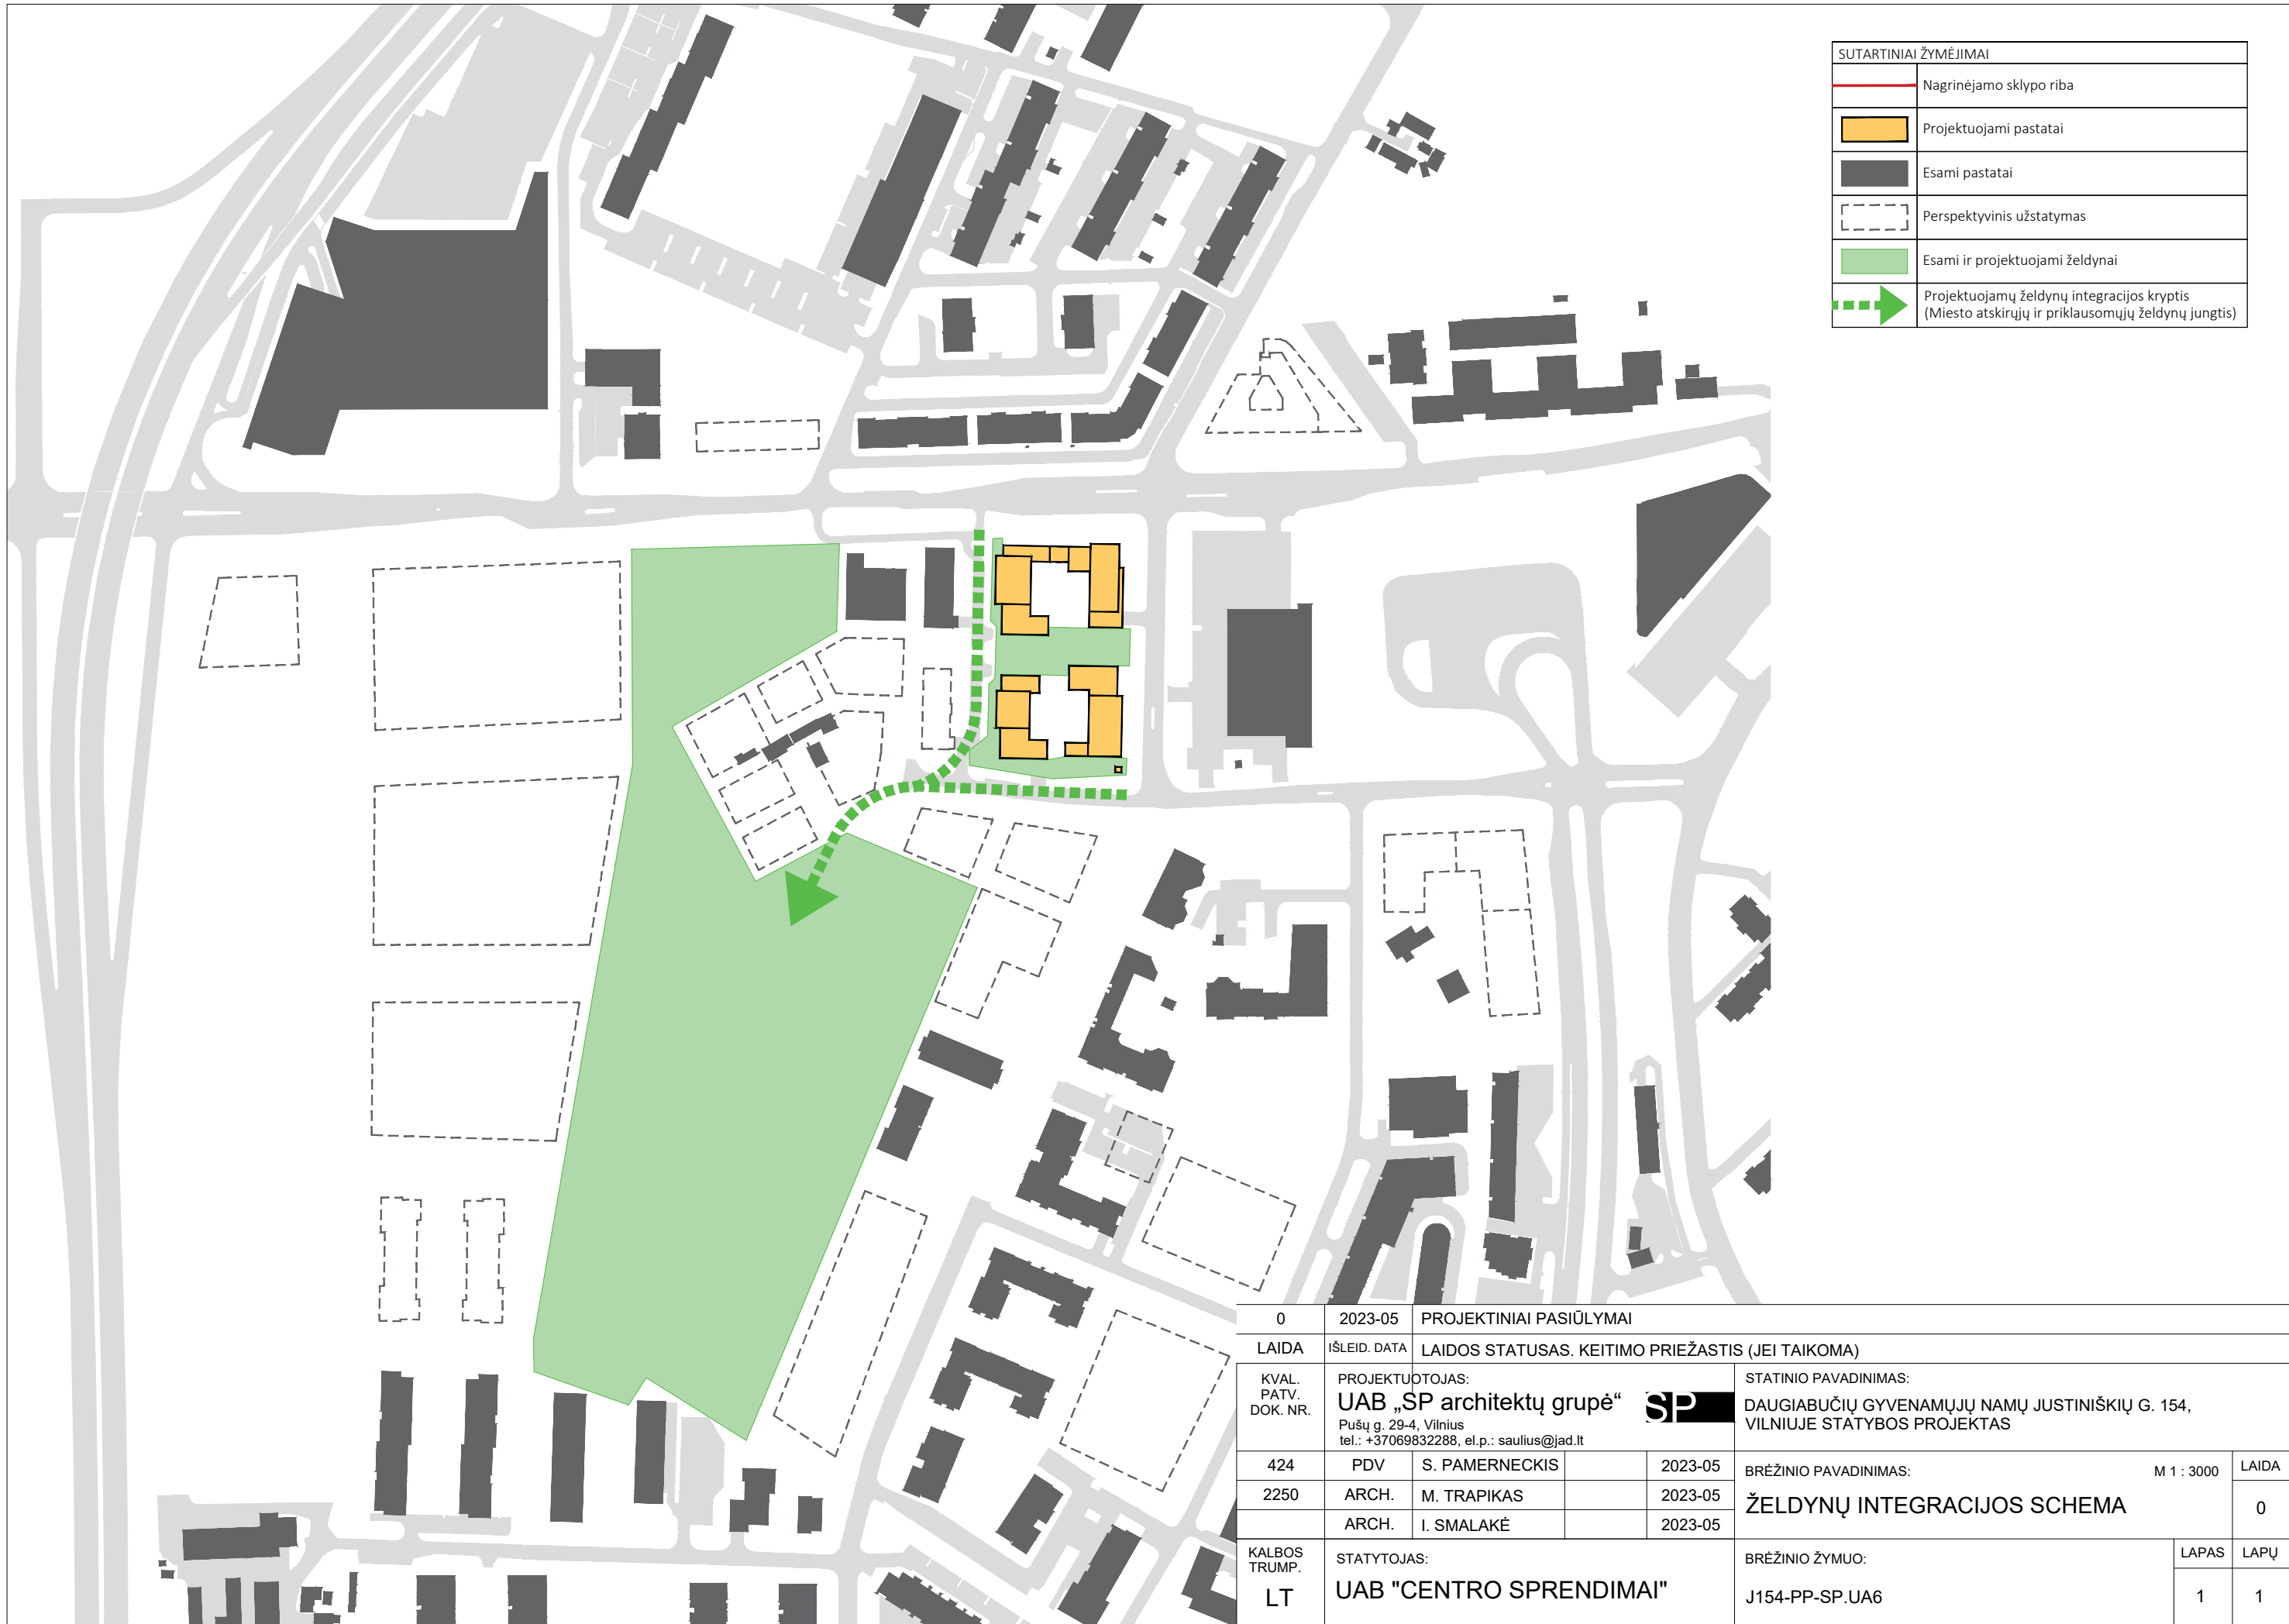 SUTARTINIAI ŽYMĖJIMAI
Nagrinėjamo sklypo riba
Projektuojami pastatai
Esami pastatai
Perspektyvinis užstatymas
Esami ir projektuojami želdynai
Projektuojamų želdynų integracijos kryptis
(Miesto atskirųjų ir priklausomųjų želdynų jungtis)
0 2023-05 PROJEKTINIAI PASIŪLYMAI
LAIDA IŠLEID. DATA LAIDOS STATUSAS. KEITIMO PRIEŽASTIS (JEI TAIKOMA)
KVAL.
PATV.
DOK. NR.
PROJEKTUOTOJAS:
UAB „SP architektų grupė“
Pušų g. 29-4, Vilnius
tel.: +37069832288, el.p.: saulius@jad.lt
SP
STATINIO PAVADINIMAS:
DAUGIABUČIŲ GYVENAMŲJŲ NAMŲ JUSTINIŠKIŲ G. 154,
VILNIUJE STATYBOS PROJEKTAS
424 PDV S. PAMERNECKIS 2023-05
2250 ARCH. M. TRAPIKAS 2023-05
ARCH. I. SMALAKĖ 2023-05
BRĖŽINIO PAVADINIMAS: M 1 : 3000
ŽELDYNŲ INTEGRACIJOS SCHEMA
LAIDA
0
KALBOS
TRUMP.
LT
STATYTOJAS:
UAB "CENTRO SPRENDIMAI"
BRĖŽINIO ŽYMUO:
J154-PP-SP.UA6
LAPAS LAPŲ
1 1